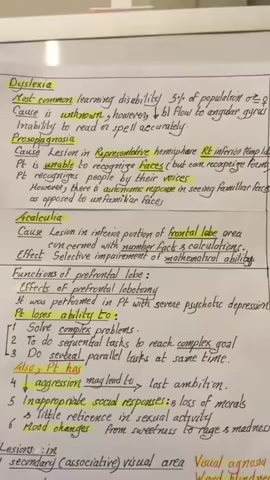 Dyslexia
Most common learning disability 5% of population ♂=♀
Cause is unknown, however, ↓bl flow to angular gyrus
Inability to read or spell accurately.
Prosopagnosia
Cause Lesion in Representative hemisphere Rt inferior temporal
Pt is unable to recognize faces (but can recognize forms
Pt recognizes people by their voices
However, there is autonomic response in seeing familiar faces
as opposed to unfamiliar faces
Acalculia
Cause Lesion in inferior portion of frontal lobe area
concerned with number facts & calculations.
Effect Selective impairement of mathematical ability
Functions of prefrontal lobe:
Effects of prefrontal lobotomy
It was performed in Pt with severe psychotic depression
Pt loses ability to:
1 Solve complex problems.
2 To do sequential tasks to reach complex goal
3 Do several parallel tasks at same time.
Also, Pt has
4 ↓ aggression may lead to → lost ambition.
5 Inappropriate social responses: loss of morals
& little reticence in sexual activity
6 Mood changes from sweetness to rage & madness
Lesions: in
1 secondary (associative) visual area Visual agnosia
Word blindness